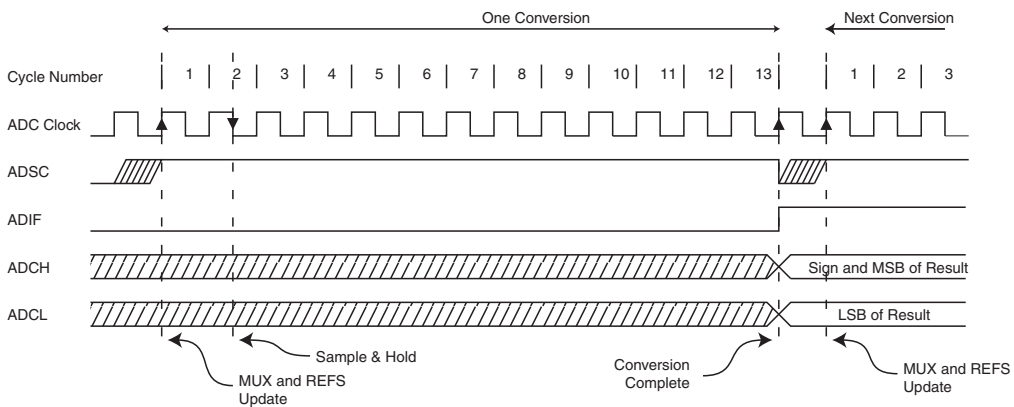 One Conversion
Next Conversion
Cycle Number 1 2 3 4 5 6 7 8 9 10 11 12 13 1 2 3
ADC Clock
ADSC
ADIF
ADCH Sign and MSB of Result
ADCL LSB of Result
Sample & Hold
MUX and REFS
Update
Conversion
Complete
MUX and REFS
Update